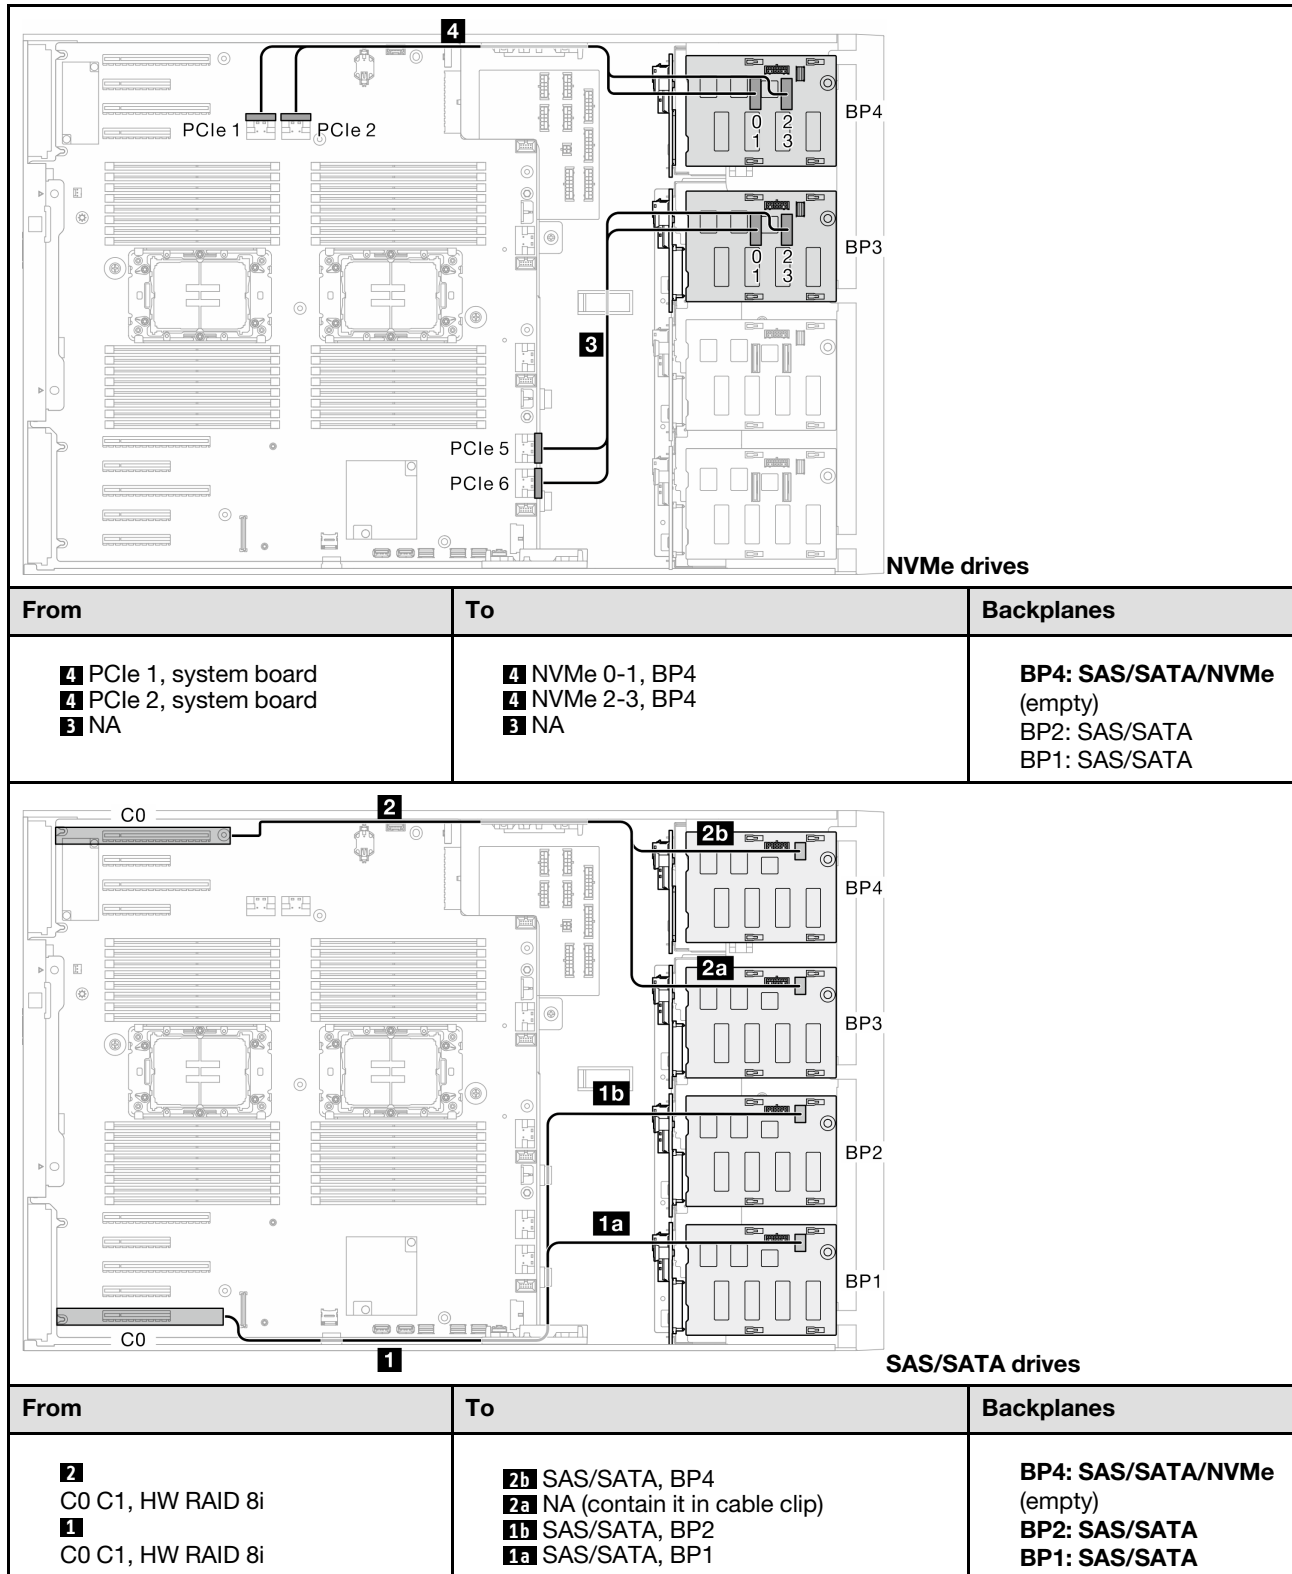 4
PCIe 1
PCIe 2
0 2
1 3
BP4
0 2
1 3
BP3
3
PCIe 5
PCIe 6
NVMe drives
From To Backplanes
4 PCIe 1, system board
4 PCIe 2, system board
3 NA
4 NVMe 0-1, BP4
4 NVMe 2-3, BP4
3 NA
BP4: SAS/SATA/NVMe
(empty)
BP2: SAS/SATA
BP1: SAS/SATA
C0
2
2b
BP4
2a
BP3
1b
BP2
1a
BP1
C0
1
SAS/SATA drives
From To Backplanes
2
C0 C1, HW RAID 8i
1
C0 C1, HW RAID 8i
2b SAS/SATA, BP4
2a NA (contain it in cable clip)
1b SAS/SATA, BP2
1a SAS/SATA, BP1
BP4: SAS/SATA/NVMe
(empty)
BP2: SAS/SATA
BP1: SAS/SATA